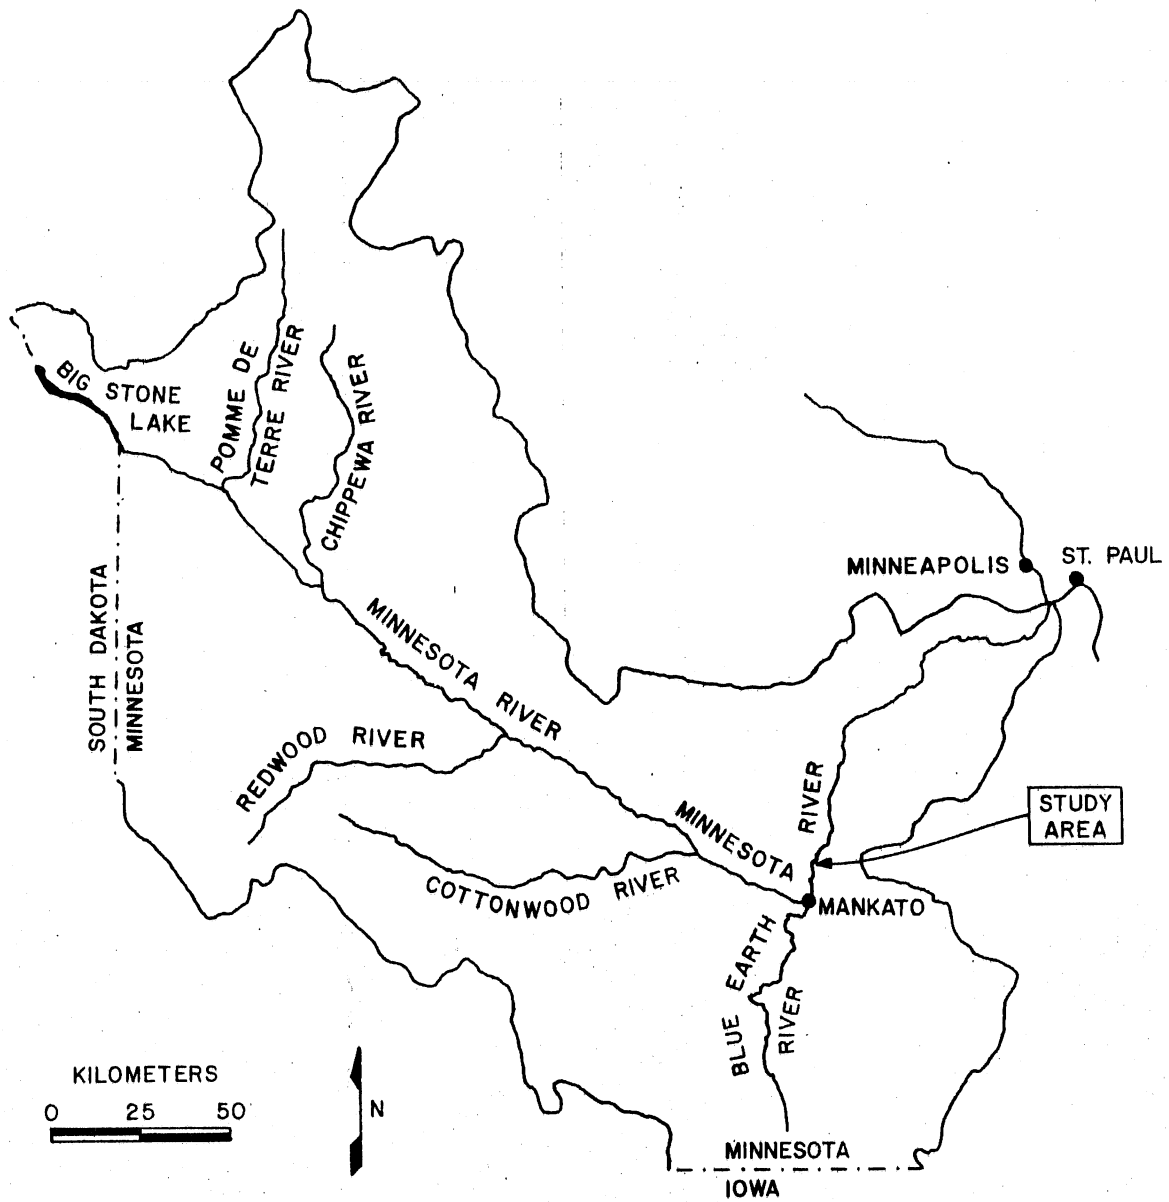 BIG STONE
LAKE
POMME DE
TERRE RIVER
CHIPPEWA RIVER
MINNEAPOLIS
ST. PAUL
SOUTH DAKOTA
MINNESOTA
MINNESOTA RIVER
REDWOOD RIVER
MINNESOTA RIVER
STUDY
AREA
COTTONWOOD RIVER
MANKATO
BLUE EARTH
RIVER
KILOMETERS
0 25 50
N
MINNESOTA
IOWA